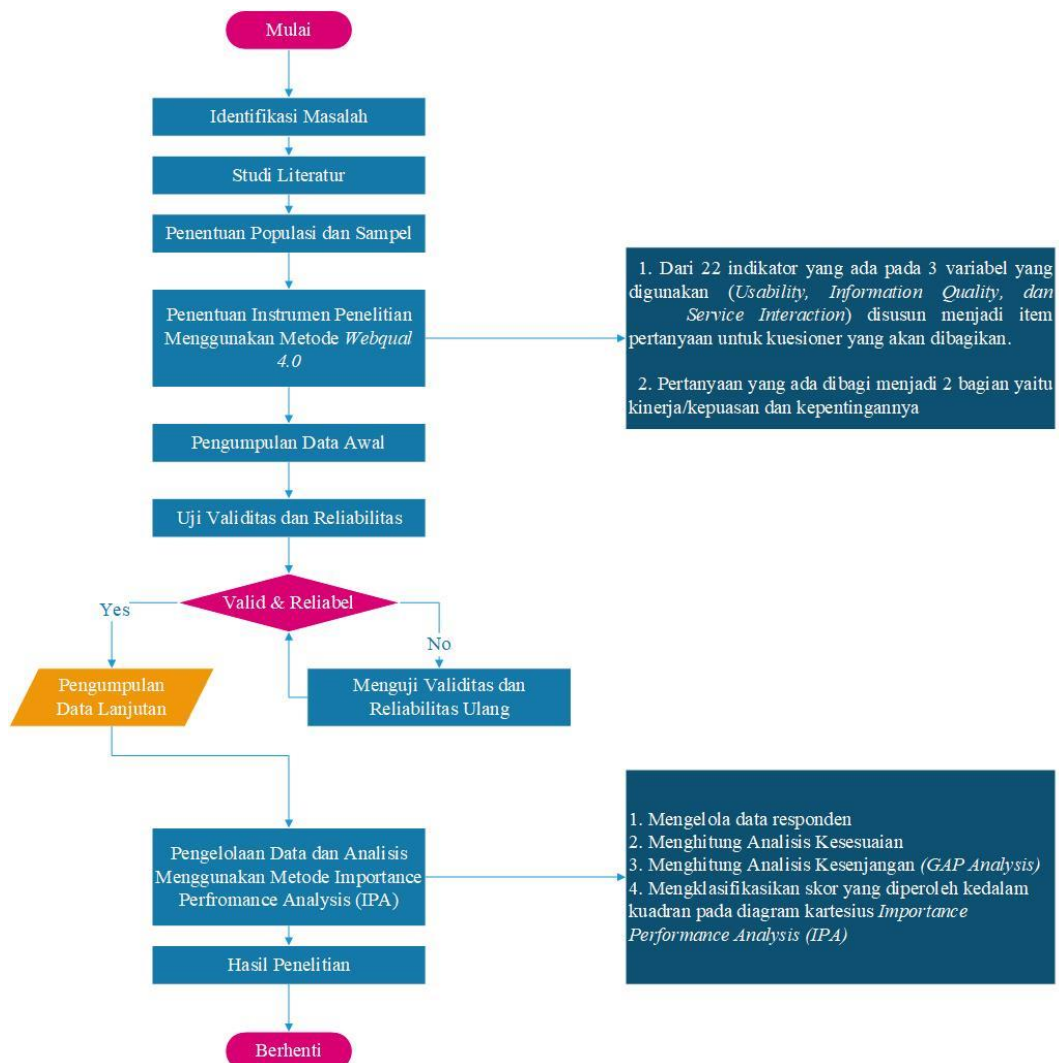 Mulai
Identifikasi Masalah
Studi Literatur
Penentuan Populasi dan Sampel
Penentuan Instrumen Penelitian
Menggunakan Metode Webqual
4.0
1. Dari 22 indikator yang ada pada 3 variabel yang
digunakan (Usability, Information Quality, dan
Service Interaction) disusun menjadi item
pertanyaan untuk kuesioner yang akan dibagikan.
2. Pertanyaan yang ada dibagi menjadi 2 bagian yaitu
kinerja/kepuasan dan kepentingannya
Pengumpulan Data Awal
Uji Validitas dan Reliabilitas
Valid & Reliabel
Yes
No
Pengumpulan
Data Lanjutan
Menguji Validitas dan
Reliabilitas Ulang
Pengelolaan Data dan Analisis
Menggunakan Metode Importance
Perfromance Analysis (IPA)
1. Mengelola data responden
2. Menghitung Analisis Kesesuaian
3. Menghitung Analisis Kesenjangan (GAP Analysis)
4. Mengklasifikasikan skor yang diperoleh kedalam
kuadran pada diagram kartesius Importance
Performance Analysis (IPA)
Hasil Penelitian
Berhenti